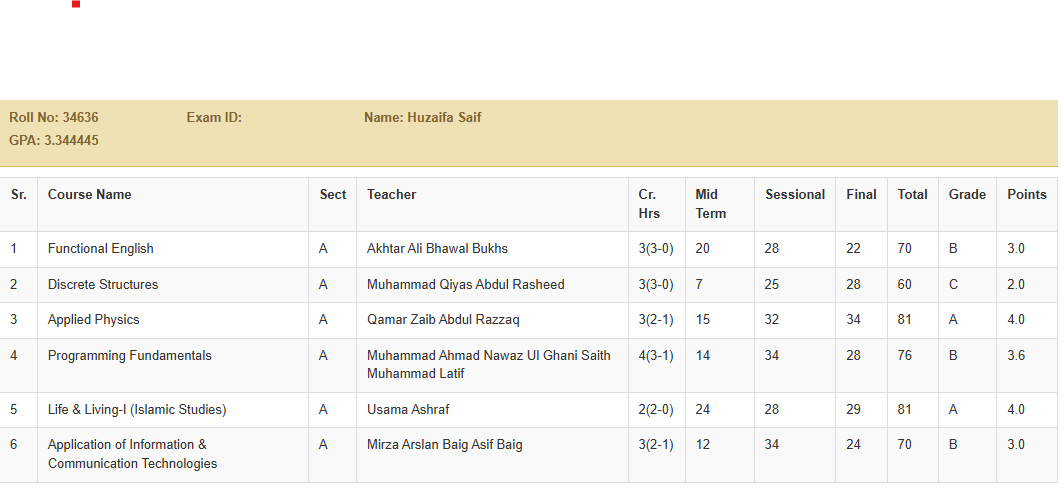 Roll No: 34636 Exam ID: Name: Huzaifa Saif
GPA: 3.344445
Sr. Course Name Sect Teacher Cr. Hrs Mid Term Sessional Final Total Grade Points
1 Functional English A Akhtar Ali Bhawal Bukhs 3(3-0) 20 28 22 70 B 3.0
2 Discrete Structures A Muhammad Qiyas Abdul Rasheed 3(3-0) 7 25 28 60 C 2.0
3 Applied Physics A Qamar Zaib Abdul Razzaq 3(2-1) 15 32 34 81 A 4.0
4 Programming Fundamentals A Muhammad Ahmad Nawaz Ul Ghani Saith Muhammad Latif 4(3-1) 14 34 28 76 B 3.6
5 Life & Living-I (Islamic Studies) A Usama Ashraf 2(2-0) 24 28 29 81 A 4.0
6 Application of Information & Communication Technologies A Mirza Arslan Baig Asif Baig 3(2-1) 12 34 24 70 B 3.0